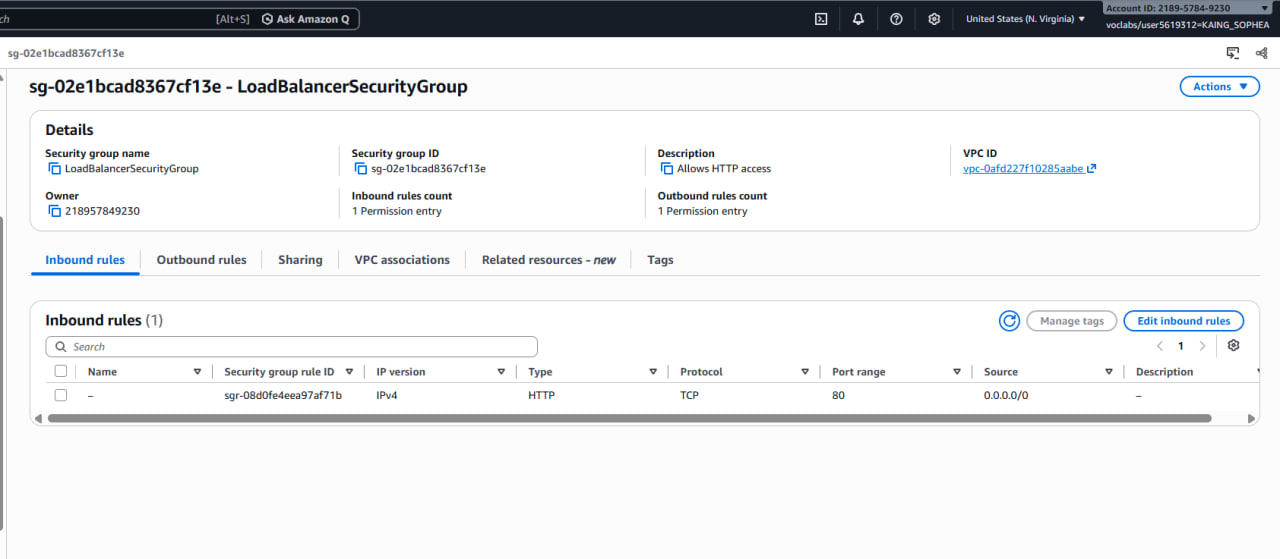 ch [Alt+S] Ask Amazon Q United States (N. Virginia) ▼ Account ID: 2189-5784-9230 ▼
voclabs/user5619312=KAING_SOPHEA
sg-02e1bcad8367cf13e
sg-02e1bcad8367cf13e - LoadBalancerSecurityGroup Actions ▼
Details
Security group name Security group ID Description VPC ID
LoadBalancerSecurityGroup sg-02e1bcad8367cf13e Allows HTTP access vpc-0afd227f10285aabe
Owner Inbound rules count Outbound rules count
218957849230 1 Permission entry 1 Permission entry
Inbound rules Outbound rules Sharing VPC associations Related resources - new Tags
Inbound rules (1) Manage tags Edit inbound rules
Search
1
Name Security group rule ID IP version Type Protocol Port range Source Description
– sgr-08d0fe4eea97af71b IPv4 HTTP TCP 80 0.0.0.0/0 –